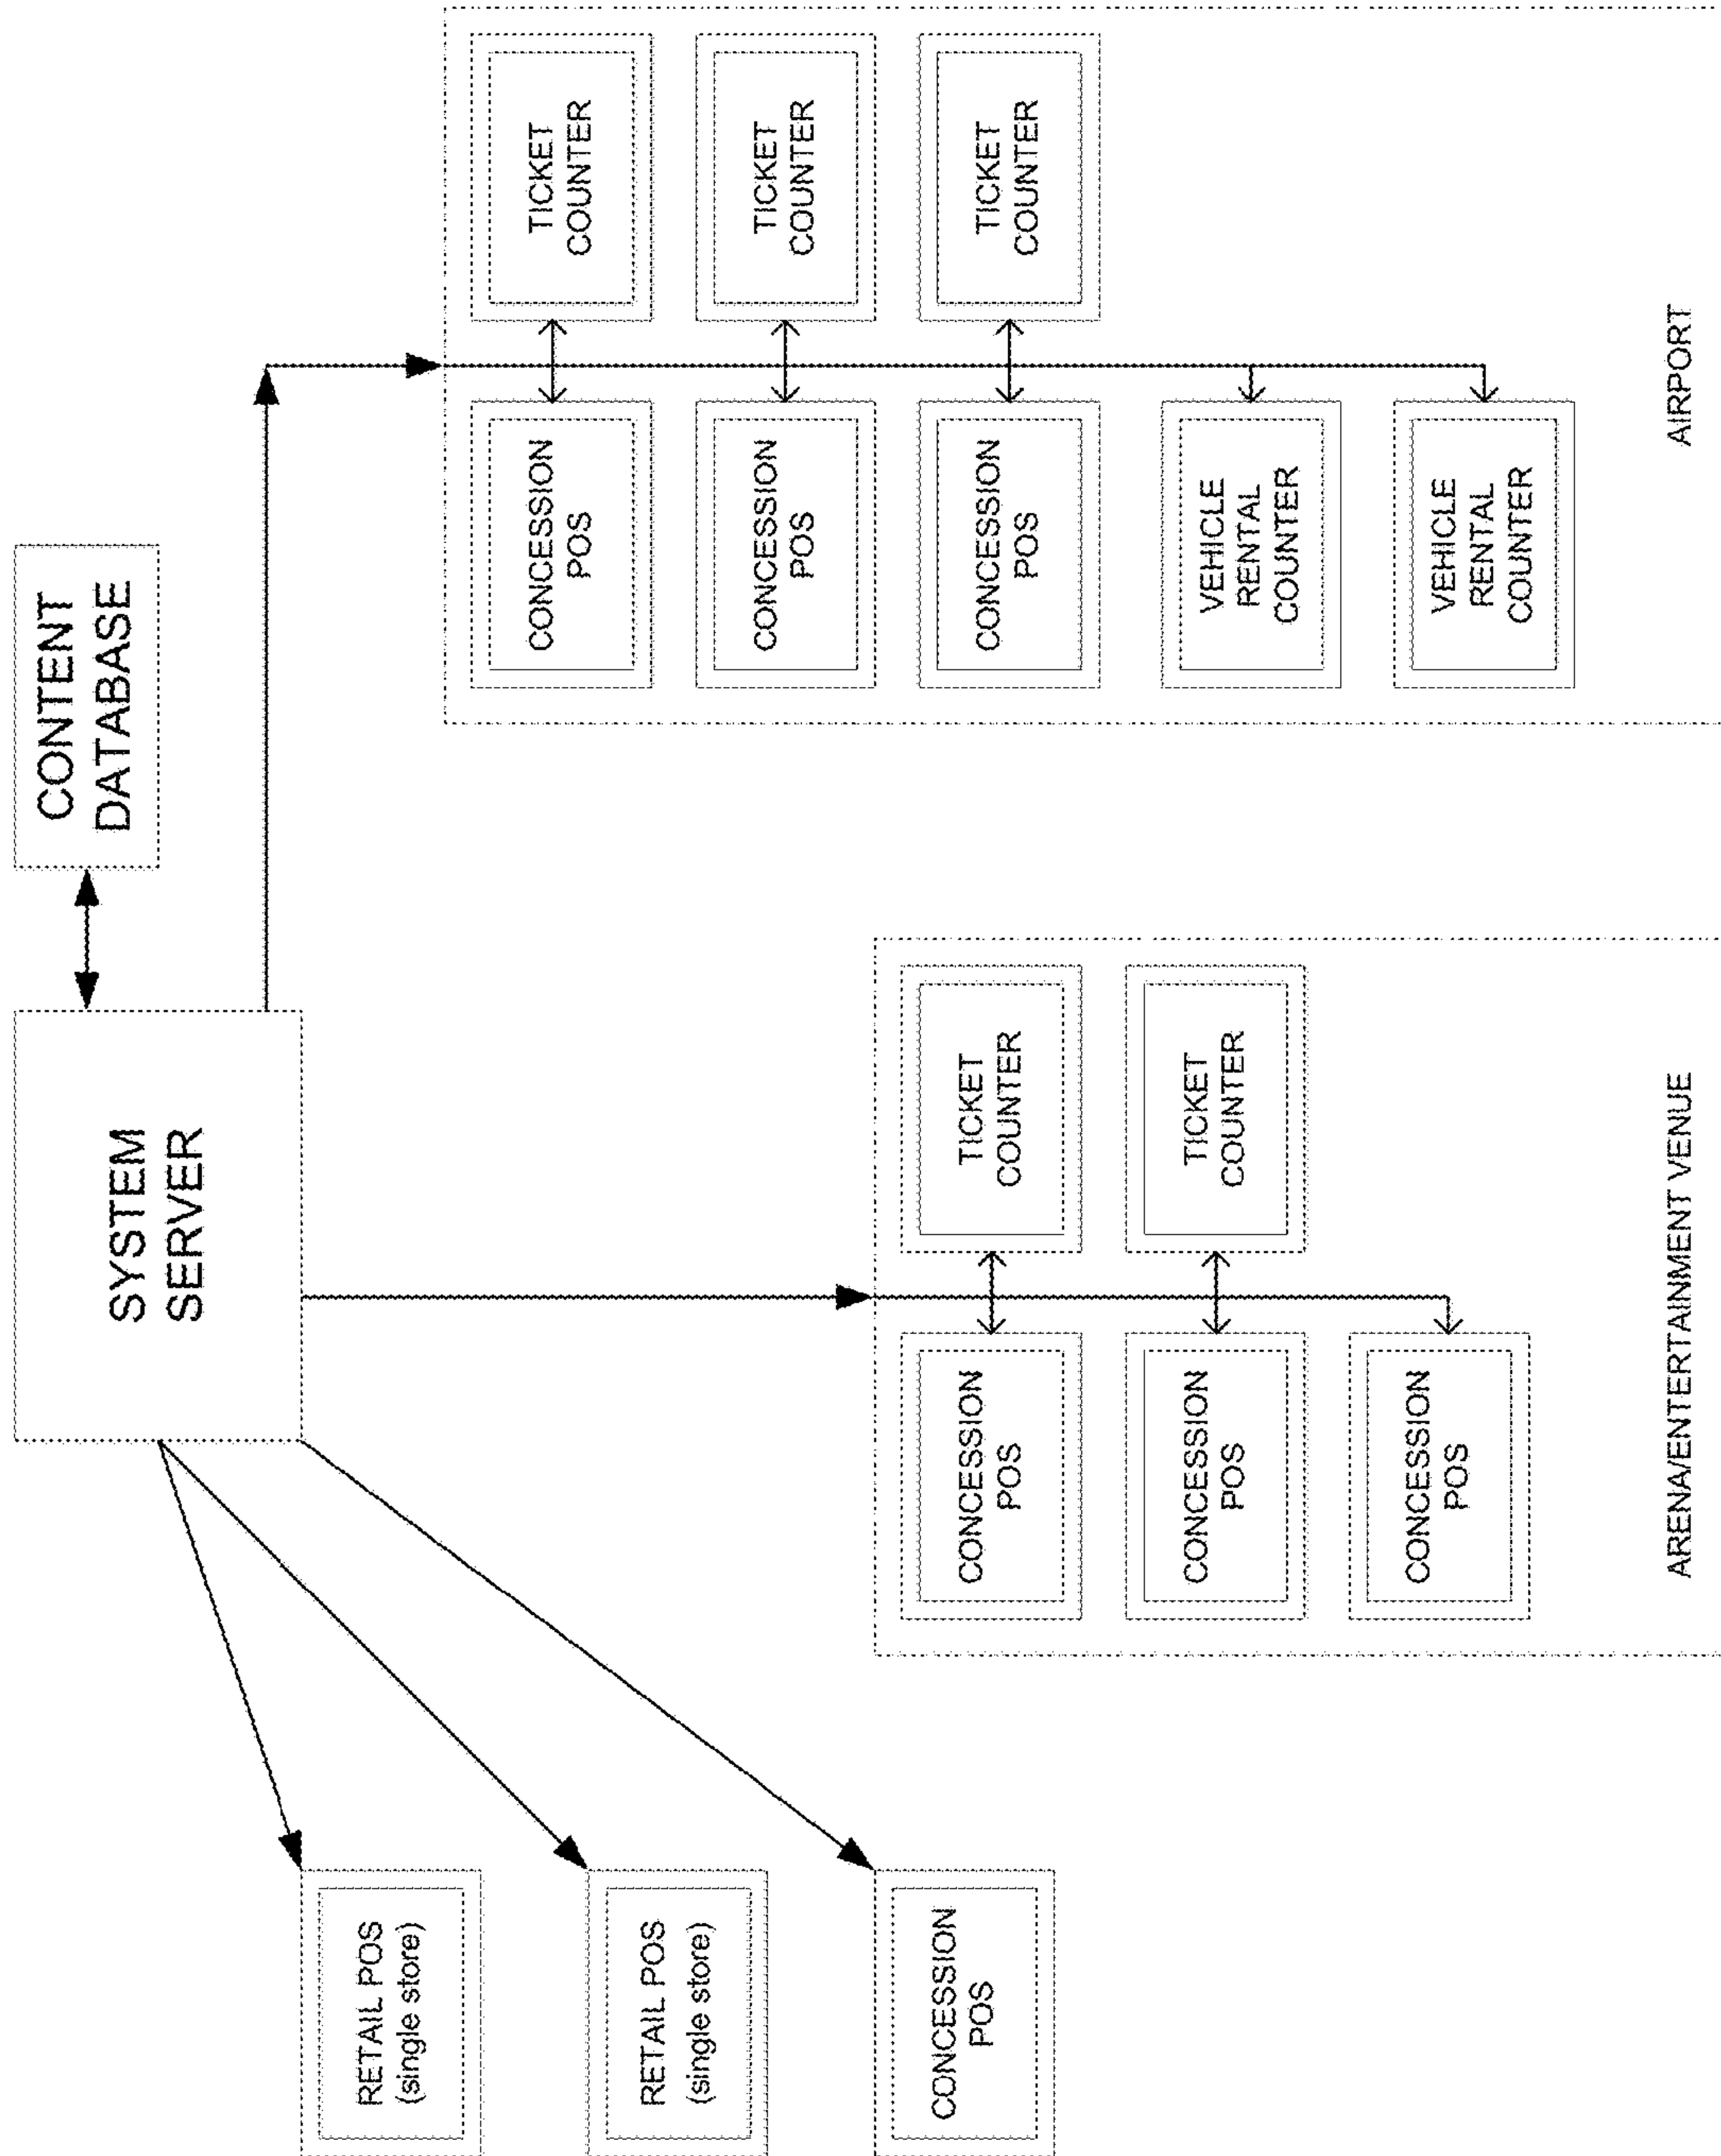 CONTENT
DATABASE
SYSTEM
SERVER
RETAIL POS
(single store)
RETAIL POS
(single store)
CONCESSION
POS
CONCESSION
POS
TICKET
COUNTER
CONCESSION
POS
TICKET
COUNTER
CONCESSION
POS
ARENA/ENTERTAINMENT VENUE
CONCESSION
POS
TICKET
COUNTER
CONCESSION
POS
TICKET
COUNTER
CONCESSION
POS
TICKET
COUNTER
VEHICLE
RENTAL
COUNTER
VEHICLE
RENTAL
COUNTER
AIRPORT